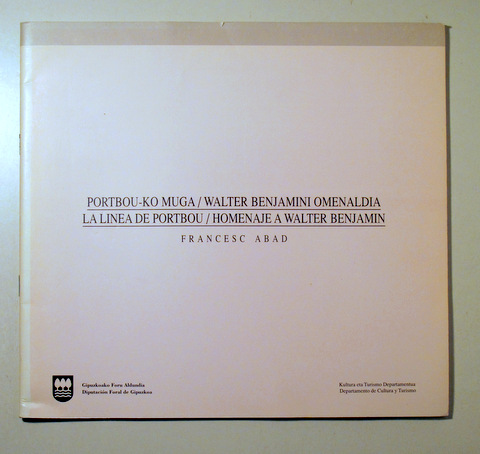 PORTBOU-KO MUGA / WALTER BENJAMINI OMENALDIA
LA LINEA DE PORTBOU / HOMENAJE A WALTER BENJAMIN
FRANCESC ABAD
Gipuzkoako Foru Aldundia
Diputación Foral de Gipuzkoa
Kultura eta Turismo Departamentua
Departamento de Cultura y Turismo